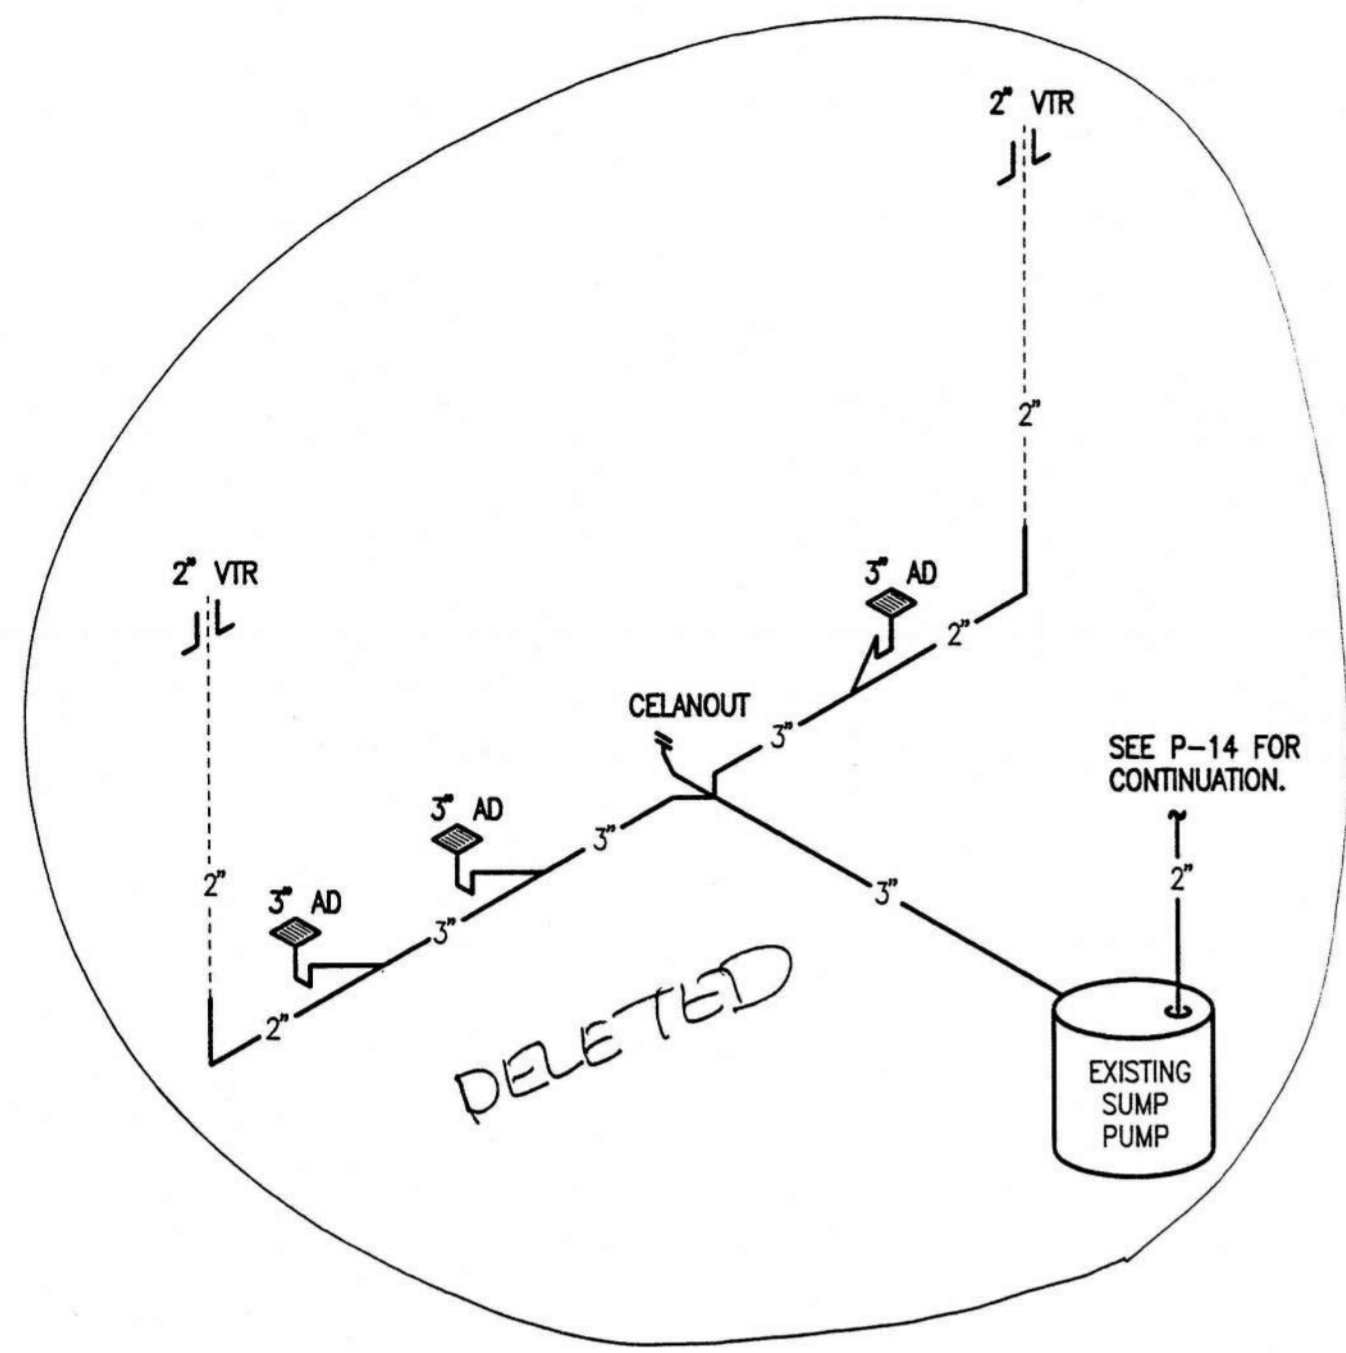 2" VTR
2"
2" VTR
3" AD
2"
CELANOUT
3"
SEE P-14 FOR
CONTINUATION.
3" AD
3"
2"
3"
2"
3" AD
3"
2"
DELETED
EXISTING
SUMP
PUMP